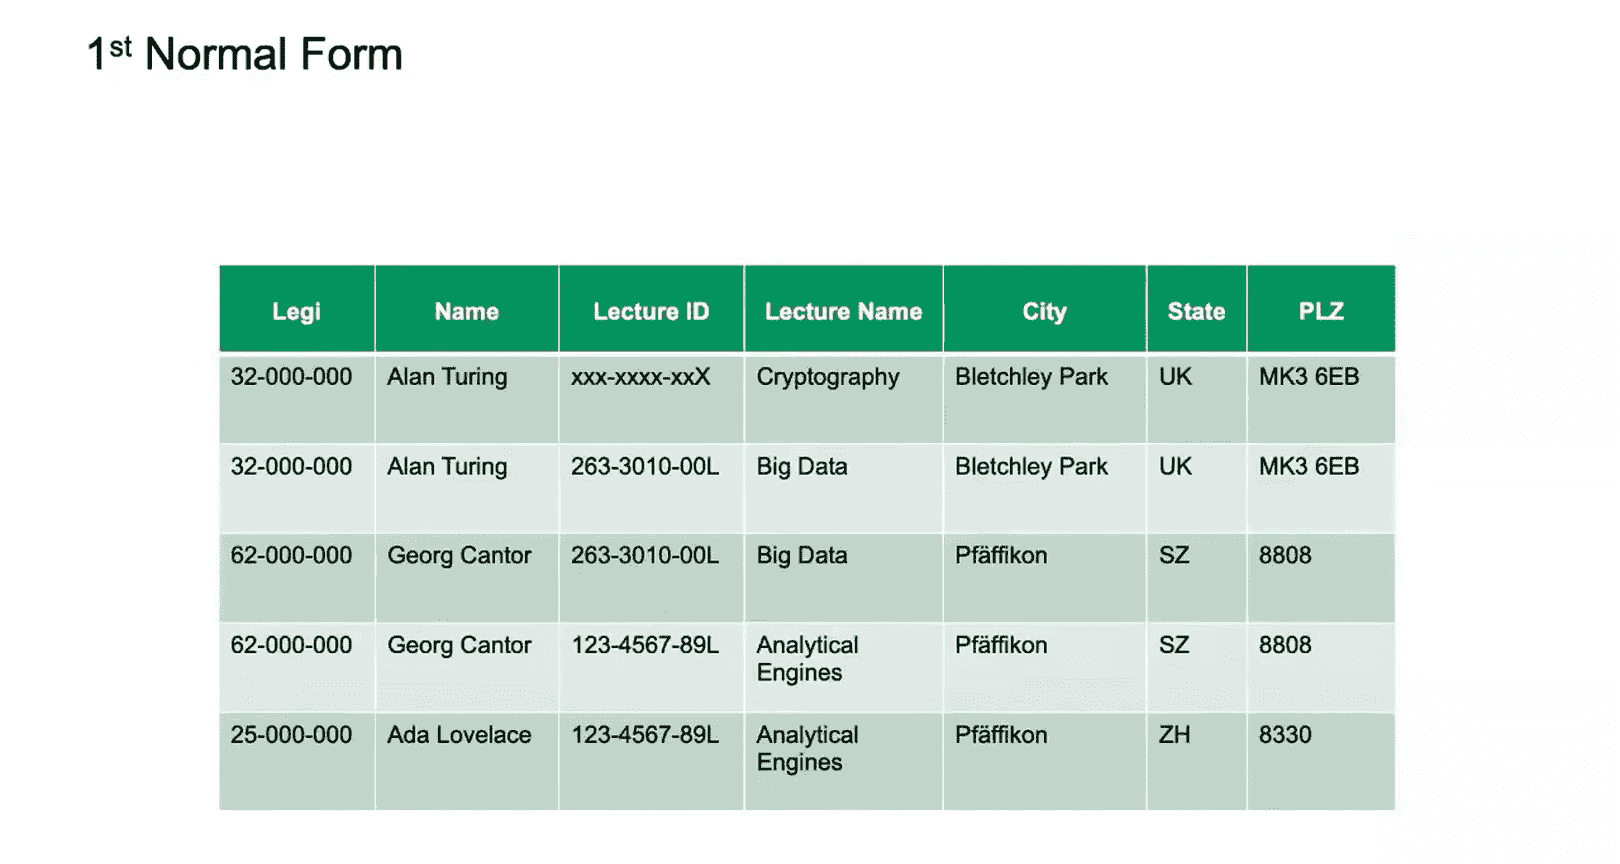 1st Normal Form
Legi Name Lecture ID Lecture Name City State PLZ
32-000-000 Alan Turing xxx-xxxx-xxX Cryptography Bletchley Park UK MK3 6EB
32-000-000 Alan Turing 263-3010-00L Big Data Bletchley Park UK MK3 6EB
62-000-000 Georg Cantor 263-3010-00L Big Data Pfäffikon SZ 8808
62-000-000 Georg Cantor 123-4567-89L Analytical Pfäffikon SZ 8808
Engines
25-000-000 Ada Lovelace 123-4567-89L Analytical Pfäffikon ZH 8330
Engines